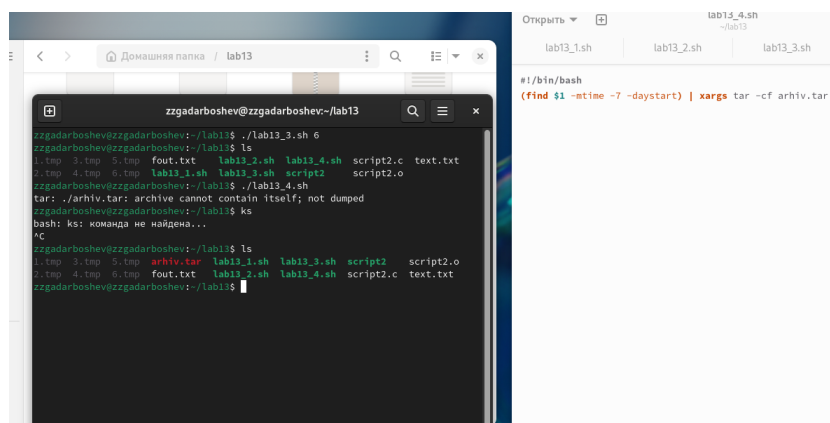 Домашняя папка / lab13
zzgadarboshev@zzgadarboshev:~/lab13
zzgadarboshev@zzgadarboshev:~/lab13$ ./lab13_3.sh 6
zzgadarboshev@zzgadarboshev:~/lab13$ ls
1.tmp 3.tmp 5.tmp fout.txt lab13_2.sh lab13_4.sh script2.c text.txt
2.tmp 4.tmp 6.tmp lab13_1.sh lab13_3.sh script2 script2.o
zzgadarboshev@zzgadarboshev:~/lab13$ ./lab13_4.sh
tar: ./arhiv.tar: archive cannot contain itself; not dumped
zzgadarboshev@zzgadarboshev:~/lab13$ ks
bash: ks: команда не найдена...
^C
zzgadarboshev@zzgadarboshev:~/lab13$ ls
1.tmp 3.tmp 5.tmp arhiv.tar lab13_1.sh lab13_3.sh script2 script2.o
2.tmp 4.tmp 6.tmp fout.txt lab13_2.sh lab13_4.sh script2.c text.txt
zzgadarboshev@zzgadarboshev:~/lab13$
Открыть
lab13_4.sh
~/lab13
lab13_1.sh lab13_2.sh lab13_3.sh
#!/bin/bash
(find $1 -mtime -7 -daystart) | xargs tar -cf arhiv.tar